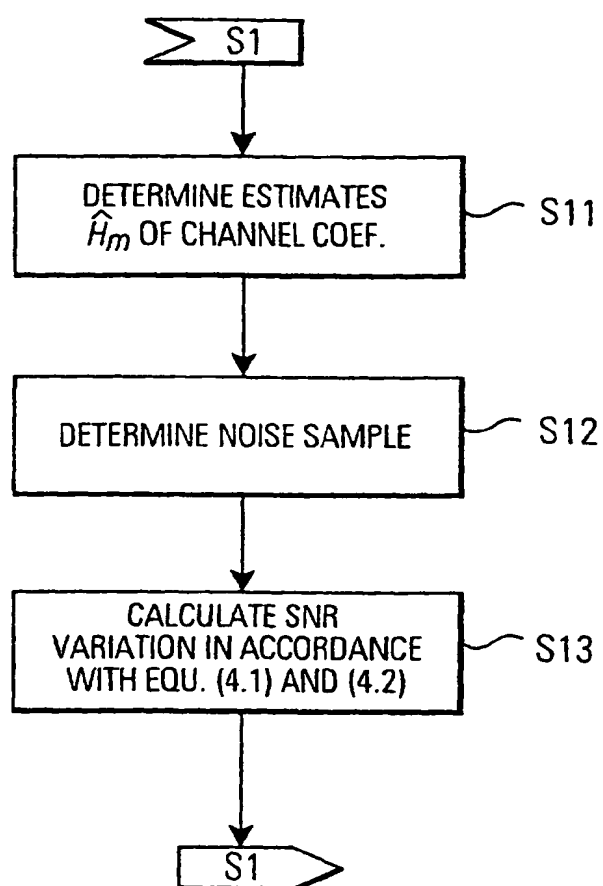 S1
DETERMINE ESTIMATES
Ĥm OF CHANNEL COEF.
S11
DETERMINE NOISE SAMPLE
S12
CALCULATE SNR
VARIATION IN ACCORDANCE
WITH EQU. (4.1) AND (4.2)
S13
S1